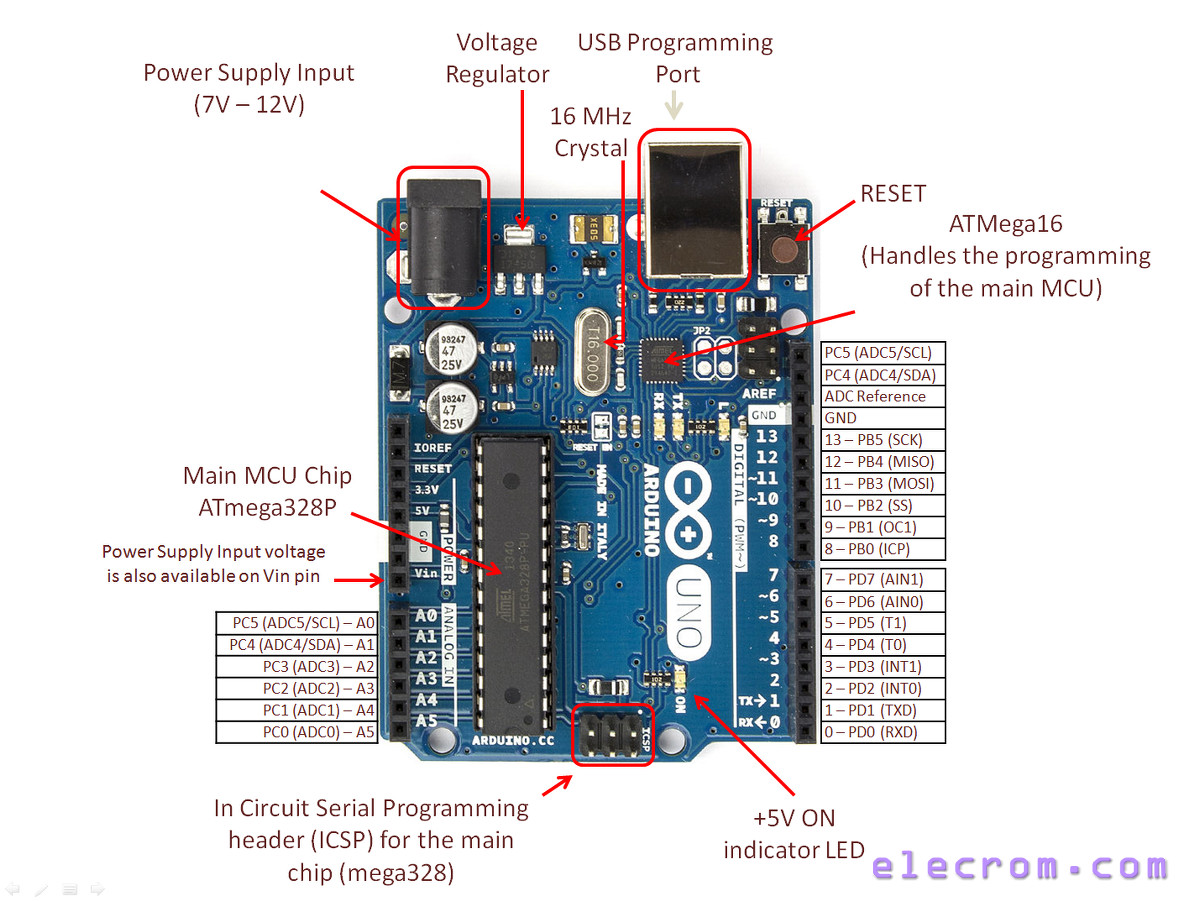 Voltage
Regulator
USB Programming
Port
Power Supply Input
(7V – 12V)
16 MHz
Crystal
RESET
ATMega16
(Handles the programming
of the main MCU)
RESET
T16.000
98247
47
25V
98247
47
25V
JP2
AREF
GND
RX
TX
L
RESET EN
13
12
~11
~10
~9
8
7
~6
~5
4
~3
2
TX→1
RX←0
DIGITAL (PWM~)
IOREF
RESET
3.3V
5V
GND
Vin
POWER
ANALOG IN
A0
A1
A2
A3
A4
A5
MADE IN ITALY
ARDUINO
UNO
ON
ICSP
ARDUINO.CC
ATMEL
ATMEGA328P-PU
1340
PC5 (ADC5/SCL)
PC4 (ADC4/SDA)
ADC Reference
GND
13 – PB5 (SCK)
12 – PB4 (MISO)
11 – PB3 (MOSI)
10 – PB2 (SS)
9 – PB1 (OC1)
8 – PB0 (ICP)
7 – PD7 (AIN1)
6 – PD6 (AIN0)
5 – PD5 (T1)
4 – PD4 (T0)
3 – PD3 (INT1)
2 – PD2 (INT0)
1 – PD1 (TXD)
0 – PD0 (RXD)
Main MCU Chip
ATmega328P
Power Supply Input voltage
is also available on Vin pin
PC5 (ADC5/SCL) – A0
PC4 (ADC4/SDA) – A1
PC3 (ADC3) – A2
PC2 (ADC2) – A3
PC1 (ADC1) – A4
PC0 (ADC0) – A5
In Circuit Serial Programming
header (ICSP) for the main
chip (mega328)
+5V ON
indicator LED
elecrom.com